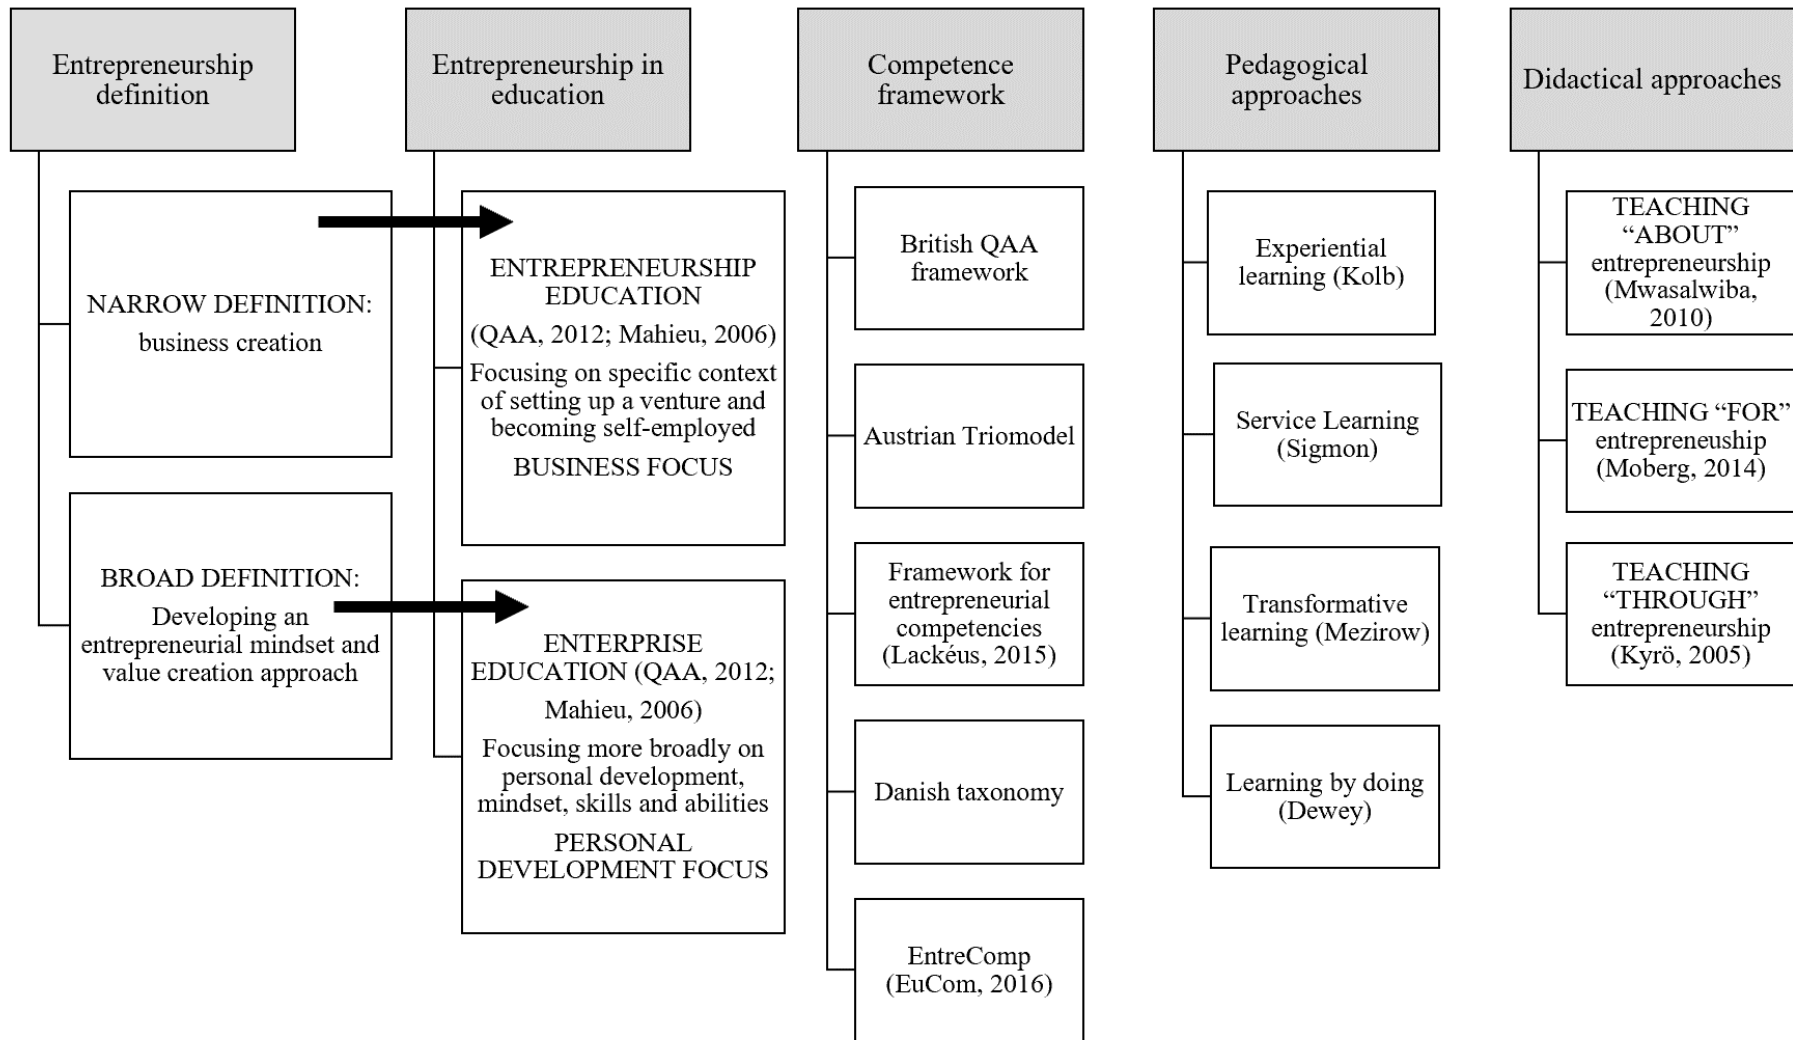 Entrepreneurship
definition
NARROW DEFINITION:
business creation
BROAD DEFINITION:
Developing an
entrepreneurial mindset and
value creation approach
Entrepreneurship in
education
ENTREPRENEURSHIP
EDUCATION
(QAA, 2012; Mahieu, 2006)
Focusing on specific context
of setting up a venture and
becoming self-employed
BUSINESS FOCUS
ENTERPRISE
EDUCATION (QAA, 2012;
Mahieu, 2006)
Focusing more broadly on
personal development,
mindset, skills and abilities
PERSONAL
DEVELOPMENT FOCUS
Competence
framework
British QAA
framework
Austrian Triomodel
Framework for
entrepreneurial
competencies
(Lackéus, 2015)
Danish taxonomy
EntreComp
(EuCom, 2016)
Pedagogical
approaches
Experiential
learning (Kolb)
Service Learning
(Sigmon)
Transformative
learning (Mezirow)
Learning by doing
(Dewey)
Didactical approaches
TEACHING
“ABOUT”
entrepreneurship
(Mwasalwiba,
2010)
TEACHING “FOR”
entrepneuship
(Moberg, 2014)
TEACHING
“THROUGH”
entrepreneurship
(Kyrö, 2005)